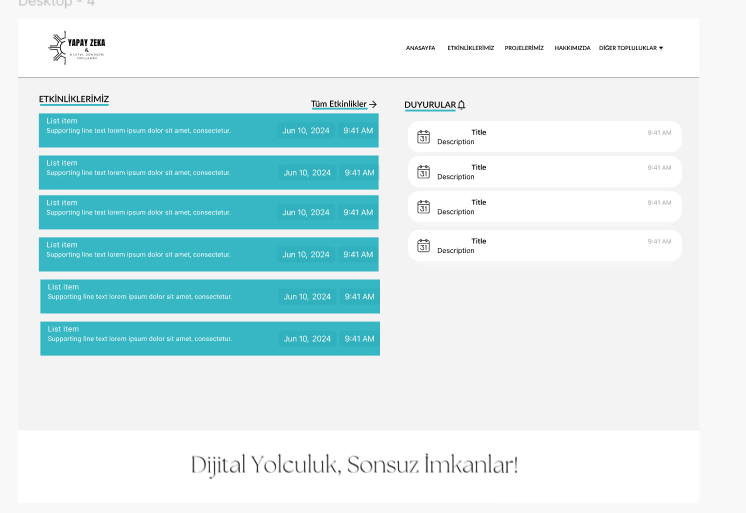 Desktop - 4
YAPAY ZEKA
&
ANASAYFA ETKİNLİKLERİMİZ PROJELERİMİZ HAKKIMIZDA DİĞER TOPLULUKLAR
ETKİNLİKLERİMİZ
Tüm Etkinlikler
List item
Supporting line text lorem ipsum dolor sit amet, consectetur.
Jun 10, 2024 9:41 AM
List item
Supporting line text lorem ipsum dolor sit amet, consectetur.
Jun 10, 2024 9:41 AM
List item
Supporting line text lorem ipsum dolor sit amet, consectetur.
Jun 10, 2024 9:41 AM
List item
Supporting line text lorem ipsum dolor sit amet, consectetur.
Jun 10, 2024 9:41 AM
List item
Supporting line text lorem ipsum dolor sit amet, consectetur.
Jun 10, 2024 9:41 AM
List item
Supporting line text lorem ipsum dolor sit amet, consectetur.
Jun 10, 2024 9:41 AM
DUYURULAR
31
Title 9:41 AM
Description
31
Title 9:41 AM
Description
31
Title 9:41 AM
Description
31
Title 9:41 AM
Description
Dijital Yolculuk, Sonsuz İmkanlar!